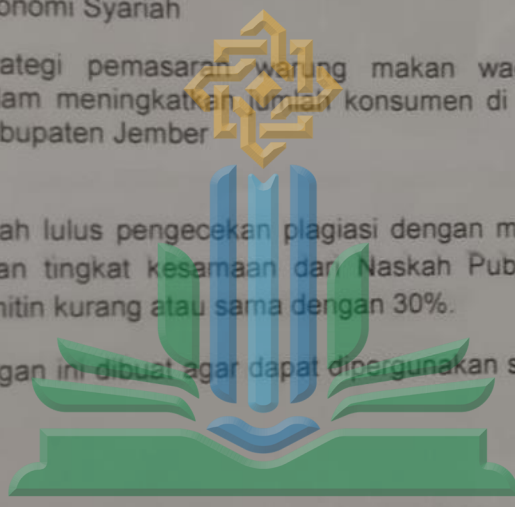 onomi Syariah
ategi pemasaran warung makan wa
lam meningkatkan jumlah konsumen di
abupaten Jember
ah lulus pengecekan plagiasi dengan m
an tingkat kesamaan dari Naskah Pub
nitin kurang atau sama dengan 30%.
gan ini dibuat agar dapat dipergunakan s